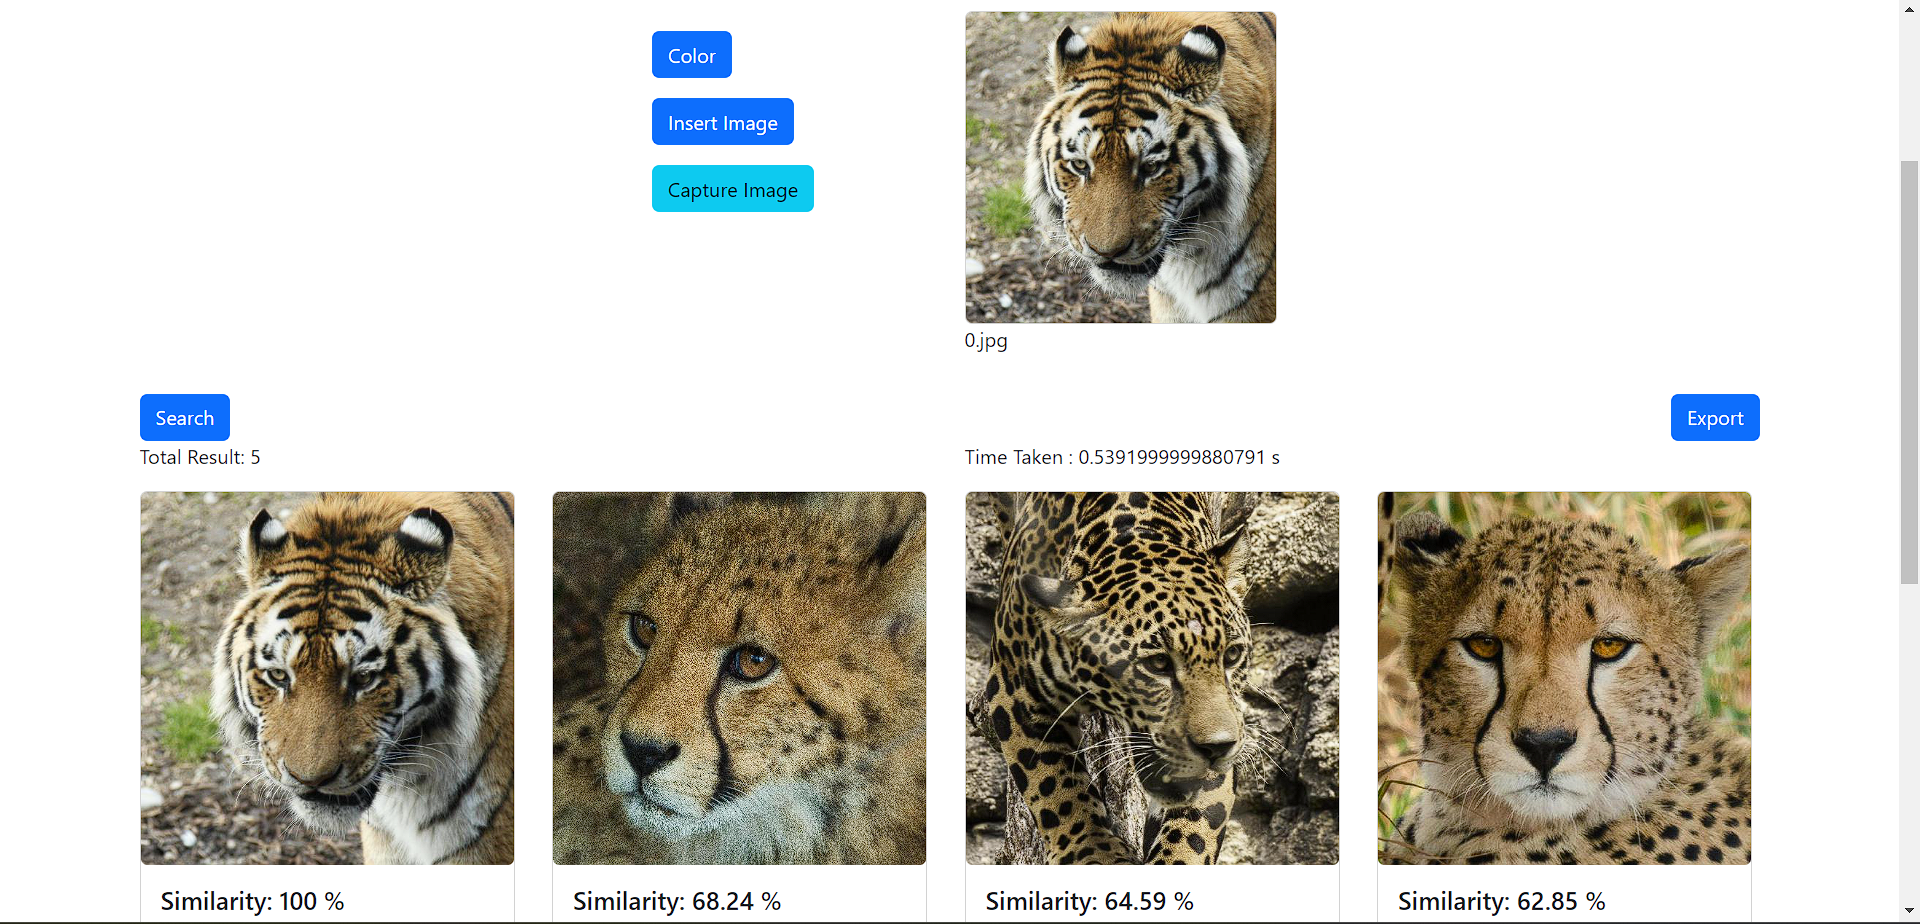 Color
Insert Image
Capture Image
0.jpg
Search
Export
Total Result: 5
Time Taken : 0.5391999999880791 s
Similarity: 100 %
Similarity: 68.24 %
Similarity: 64.59 %
Similarity: 62.85 %